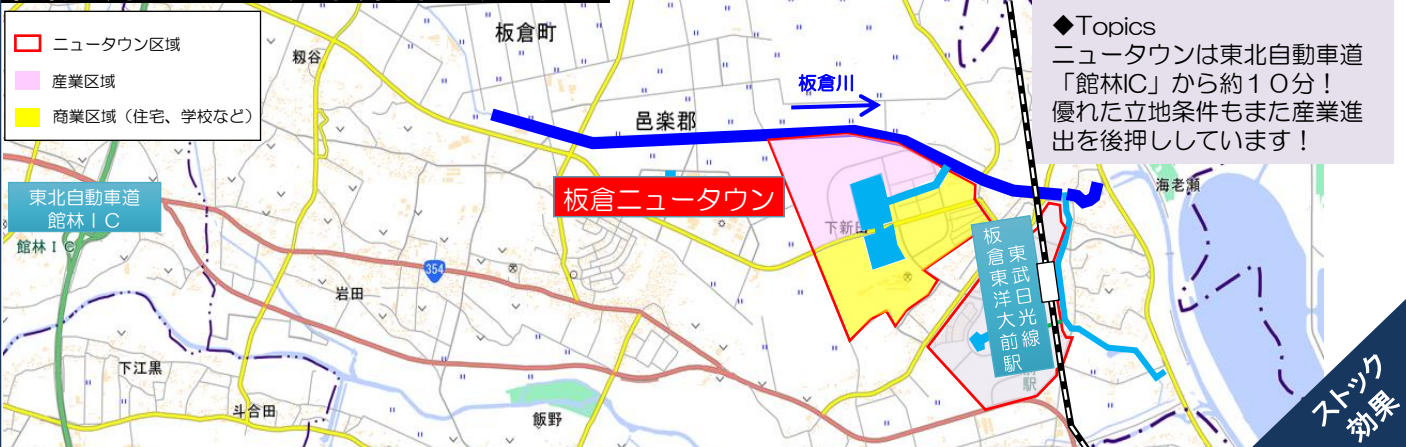 ニュータウン区域
産業区域
商業区域（住宅、学校など）
◆Topics
ニュータウンは東北自動車道
「館林IC」から約１０分！
優れた立地条件もまた産業進
出を後押ししています！
板倉町
籾谷
板倉川
邑楽郡
海老瀬
東北自動車道
館林ＩＣ
館林ＩＣ
板倉ニュータウン
下新田
東武日光線
板倉東洋大前駅
354
岩田
下江黒
斗合田
飯野
ストック
効果